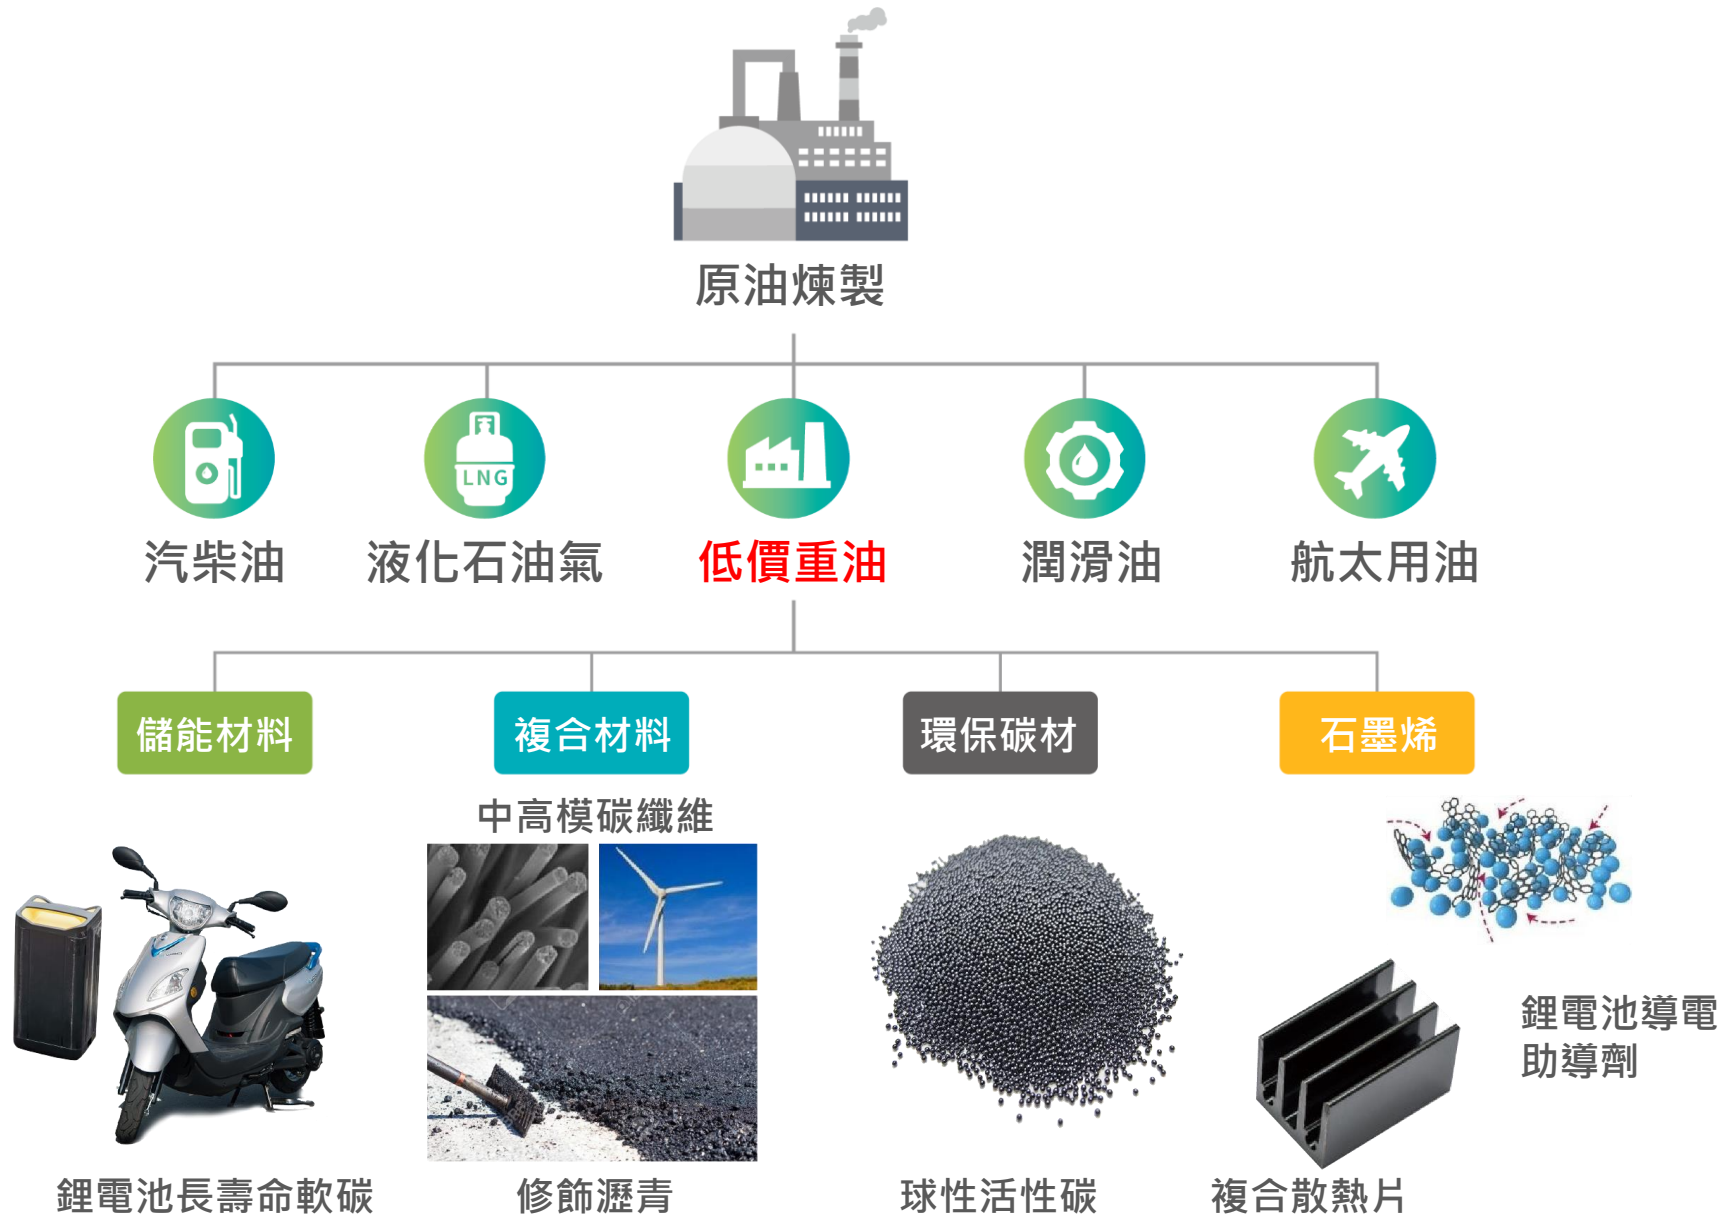 原油煉製
LNG
汽柴油
液化石油氣
低價重油
潤滑油
航太用油
儲能材料
複合材料
環保碳材
石墨烯
中高模碳纖維
鋰電池導電
助導劑
鋰電池長壽命軟碳
修飾瀝青
球性活性碳
複合散熱片